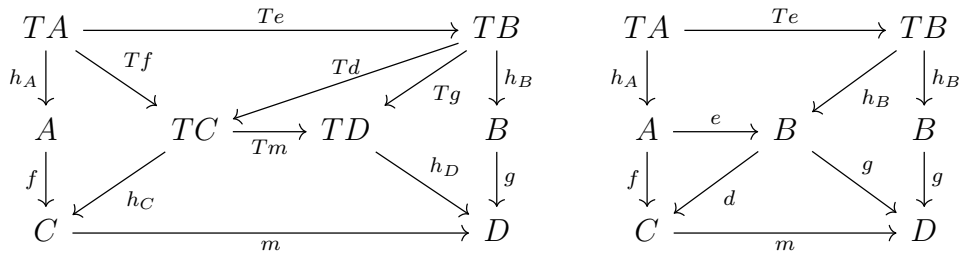 TA Te TB TA Te TB
h_A Tf Td Tg h_B h_A h_B h_B
A TC Tm TD B A e B B
f h_C h_D g f d g g
C m D C m D